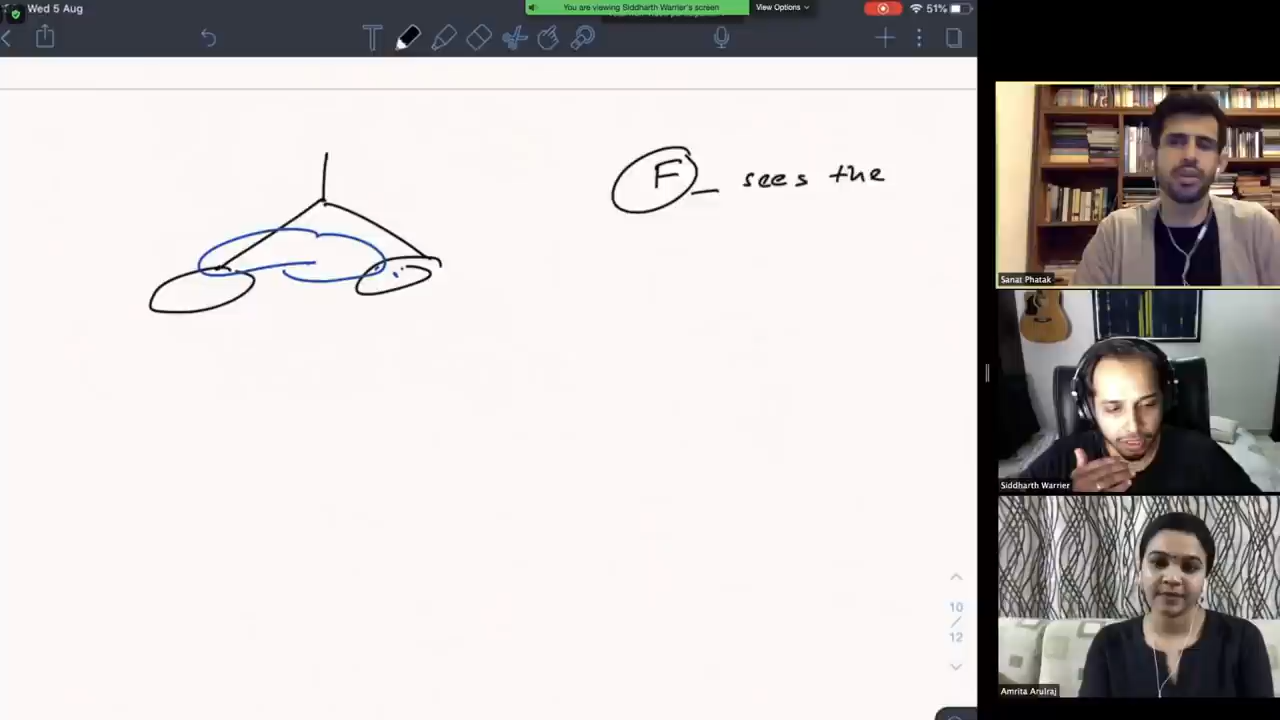 Wed 5 Aug
You are viewing Siddharth Warrier's screen
View Options
51%
T
F sees the
10
/
12
Sanat Phatak
Siddharth Warrier
Amrita Arulraj